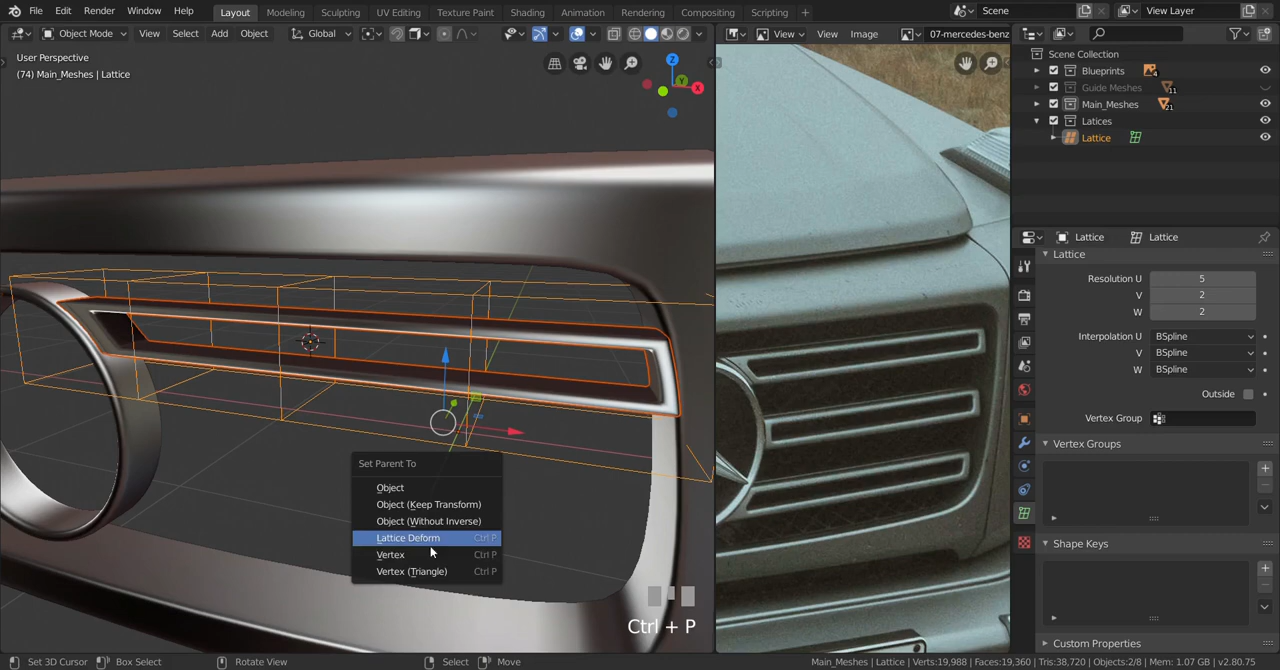 File Edit Render Window Help Layout Modeling Sculpting UV Editing Texture Paint Shading Animation Rendering Compositing Scripting + Scene View Layer
Object Mode View Select Add Object Global View View Image 07-mercedes-benz
User Perspective
(74) Main_Meshes | Lattice
Z
Y
X
Scene Collection
Blueprints 4
Guide Meshes 11
Main_Meshes 21
Latices
Lattice
Lattice Lattice
Lattice
Resolution U 5
V 2
W 2
Interpolation U BSpline
V BSpline
W BSpline
Outside
Vertex Group
Vertex Groups
Shape Keys
Custom Properties
Set Parent To
Object
Object (Keep Transform)
Object (Without Inverse)
Lattice Deform Ctrl P
Vertex Ctrl P
Vertex (Triangle) Ctrl P
Ctrl + P
Set 3D Cursor Box Select Rotate View Select Move Main_Meshes | Lattice | Verts:19,988 | Faces:19,360 | Tris:38,720 | Objects:2/8 | Mem: 1.07 GB | v2.80.75